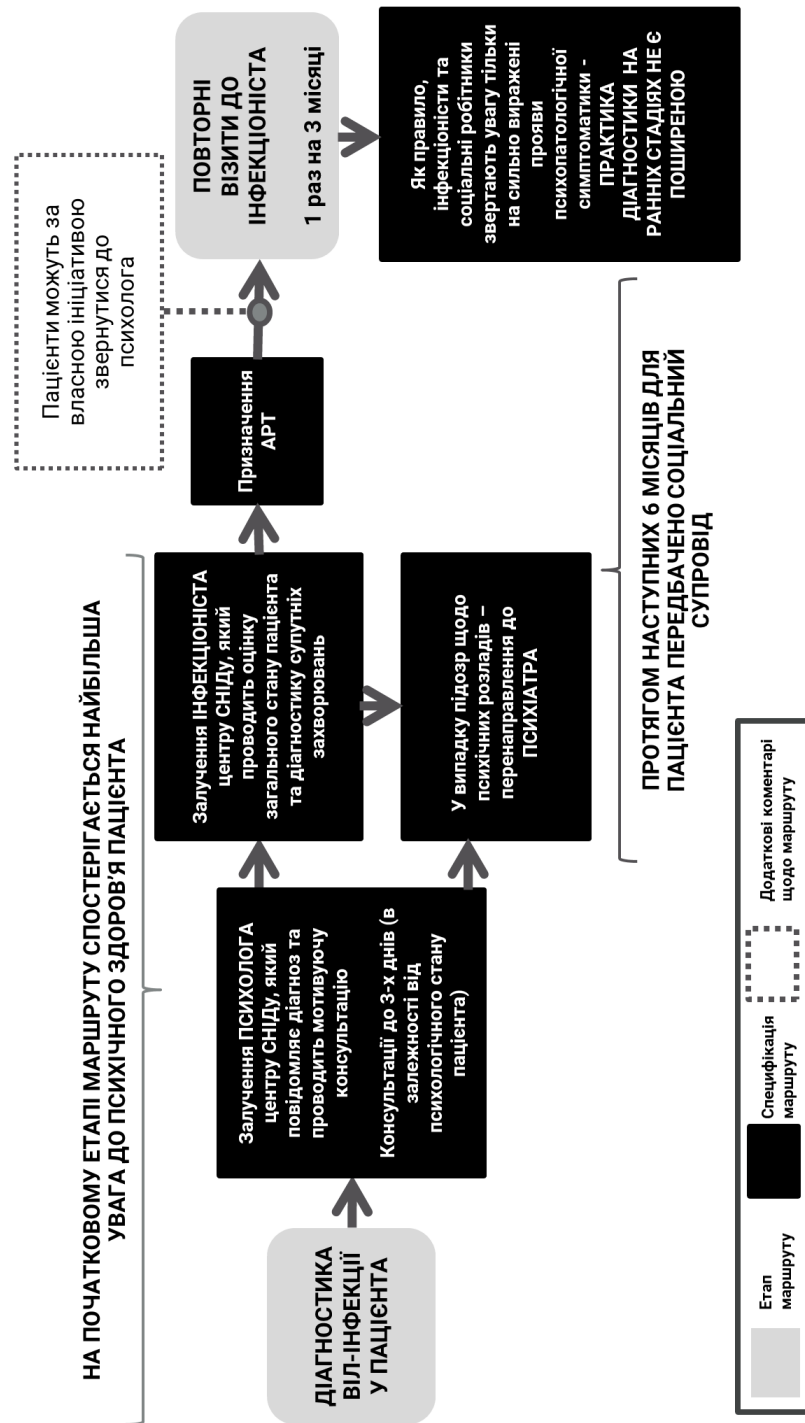 НА ПОЧАТКОВОМУ ЕТАПІ МАРШРУТУ СПОСТЕРІГАЄТЬСЯ НАЙБІЛЬША
УВАГА ДО ПСИХІЧНОГО ЗДОРОВ'Я ПАЦІЄНТА
ДІАГНОСТИКА
ВІЛ-ІНФЕКЦІЇ
У ПАЦІЄНТА
Залучення ПСИХОЛОГА
центру СНІДу, який
повідомляє діагноз та
проводить мотивуючу
консультацію
Консультації до 3-х днів (в
залежності від
психологічного стану
пацієнта)
Залучення ІНФЕКЦІОНІСТА
центру СНІДу, який
проводить оцінку
загального стану пацієнта
та діагностику супутніх
захворювань
У випадку підозр щодо
психічних розладів –
перенаправлення до
ПСИХІАТРА
Призначення
АРТ
Пацієнти можуть за
власною ініціативою
звернутися до
психолога
ПОВТОРНІ
ВІЗИТИ ДО
ІНФЕКЦІОНІСТА
1 раз на 3 місяці
Як правило,
інфекціоністи та
соціальні робітники
звертають увагу тільки
на сильно виражені
прояви
психопатологічної
симптоматики -
ПРАКТИКА
ДІАГНОСТИКИ НА
РАННІХ СТАДІЯХ НЕ Є
ПОШИРЕНОЮ
ПРОТЯГОМ НАСТУПНИХ 6 МІСЯЦІВ ДЛЯ
ПАЦІЄНТА ПЕРЕДБАЧЕНО СОЦІАЛЬНИЙ
СУПРОВІД
Етап
маршруту
Специфікація
маршруту
Додаткові коментарі
щодо маршруту